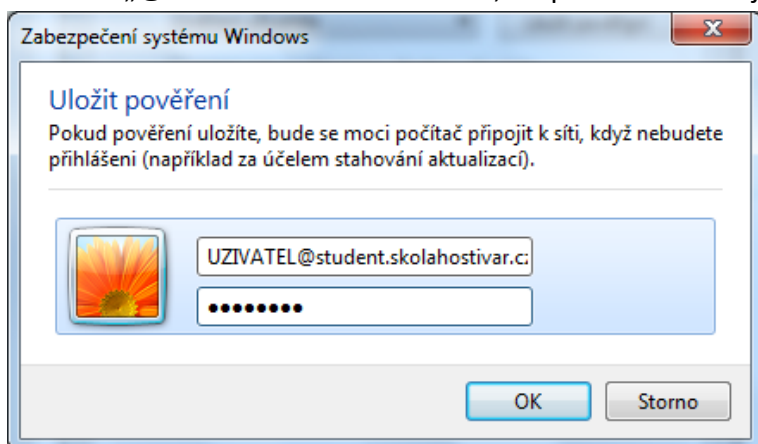 Zabezpečení systému Windows
Uložit pověření
Pokud pověření uložíte, bude se moci počítač připojit k síti, když nebudete
přihlášeni (například za účelem stahování aktualizací).
UZIVATEL@student.skolahostivar.cz
●●●●●●●●
OK
Storno